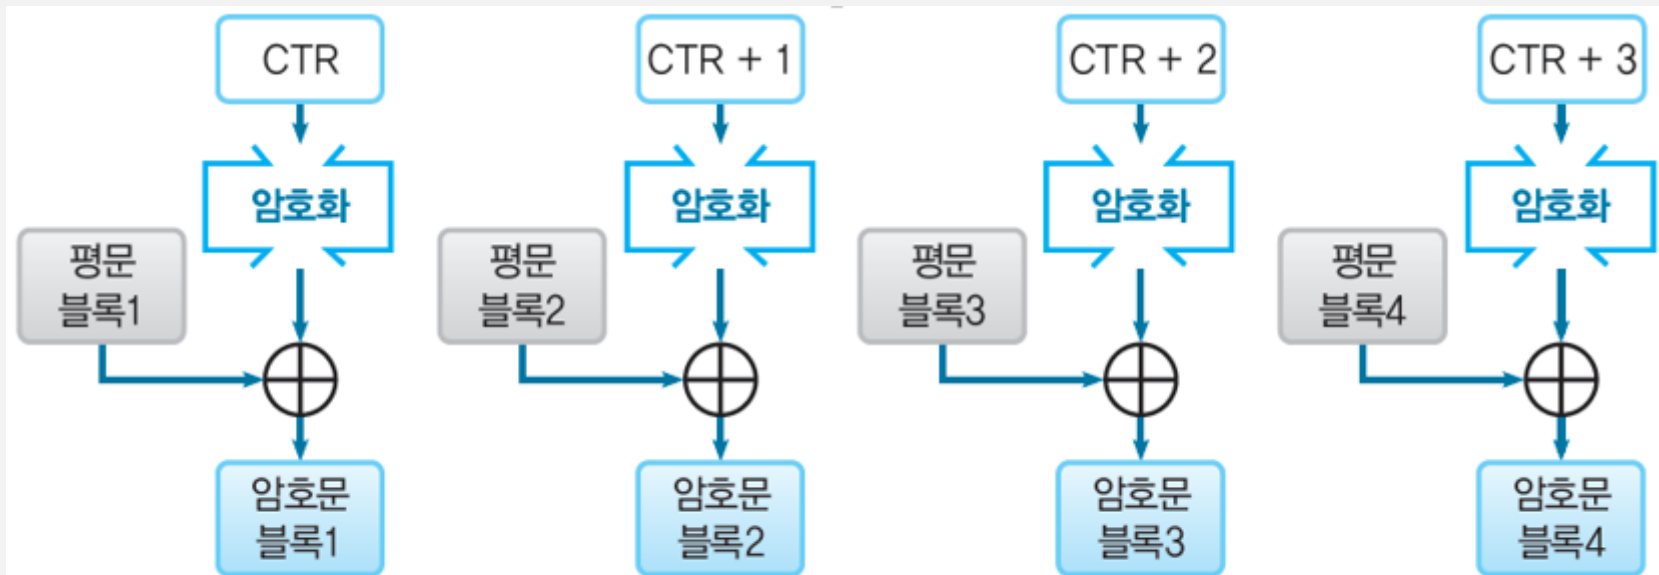 CTR
CTR + 1
CTR + 2
CTR + 3
암호화
암호화
암호화
암호화
평문
블록1
평문
블록2
평문
블록3
평문
블록4
암호문
블록1
암호문
블록2
암호문
블록3
암호문
블록4